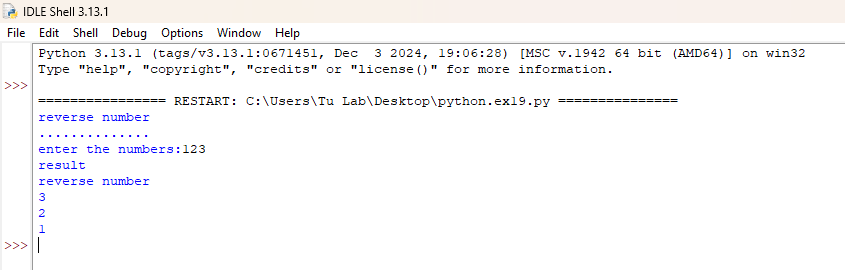 IDLE Shell 3.13.1
File Edit Shell Debug Options Window Help
Python 3.13.1 (tags/v3.13.1:0671451, Dec  3 2024, 19:06:28) [MSC v.1942 64 bit (AMD64)] on win32
Type "help", "copyright", "credits" or "license()" for more information.
>>>
================ RESTART: C:\Users\Tu Lab\Desktop\python.ex19.py ===============
reverse number
..............
enter the numbers:123
result
reverse number
3
2
1
>>>